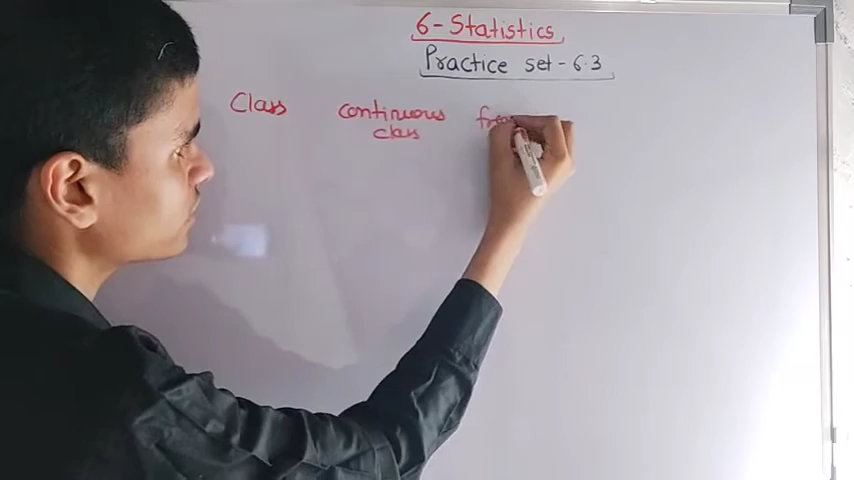 6-Statistics
Practice set-6.3
Class continuous
class